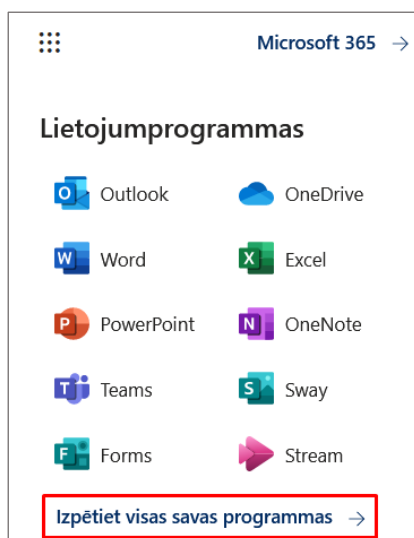 Microsoft 365 →
Lietojumprogrammas
Outlook OneDrive
Word Excel
PowerPoint OneNote
Teams Sway
Forms Stream
Izpētiet visas savas programmas →